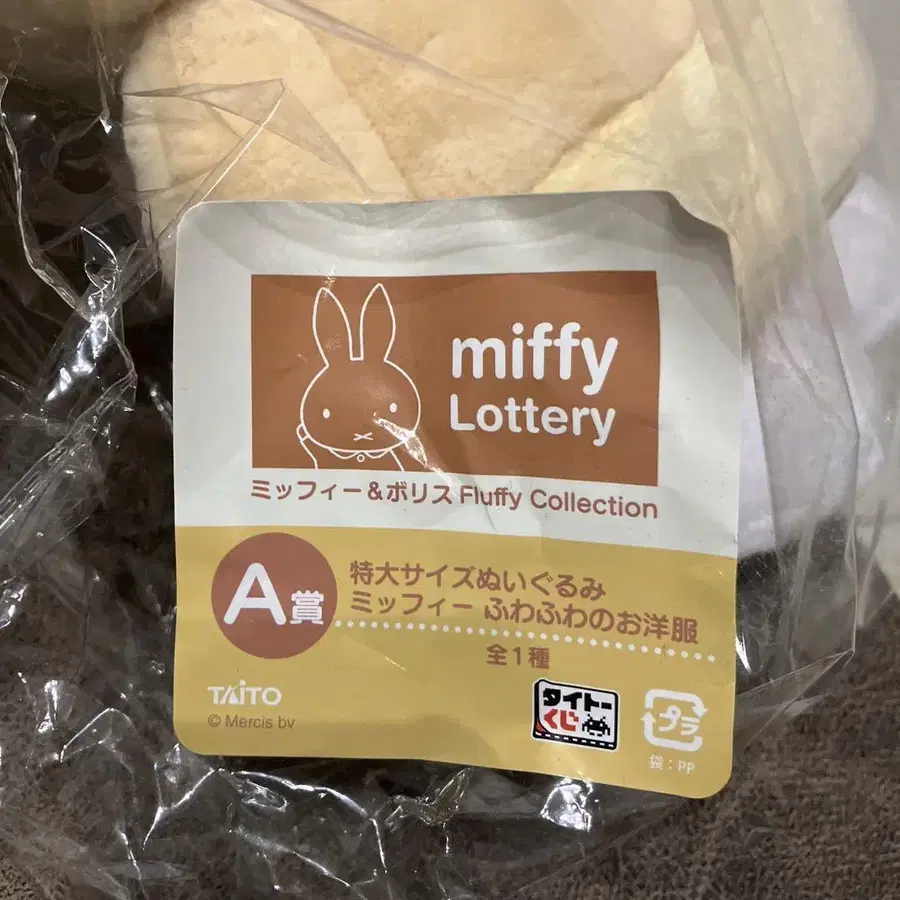 miffy
Lottery
ミッフィー＆ボリス Fluffy Collection
A賞
特大サイズぬいぐるみ
ミッフィー ふわふわのお洋服
全1種
TAITO
© Mercis bv
タイトー
くじ
プラ
袋：PP